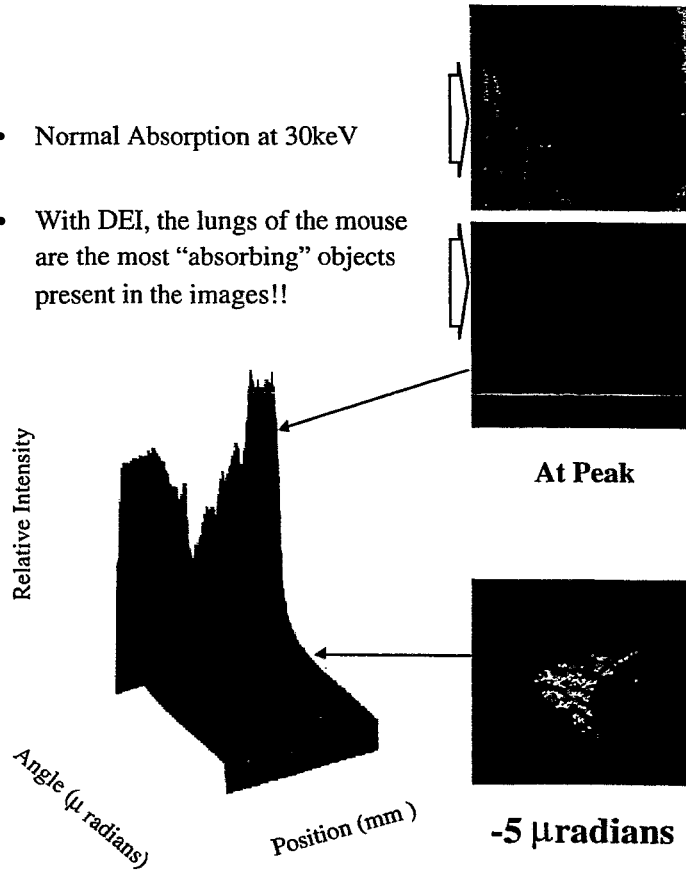 • Normal Absorption at 30keV
• With DEI, the lungs of the mouse
are the most “absorbing” objects
present in the images!!
At Peak
Relative Intensity
Angle (μ radians)
Position (mm )
-5 μradians